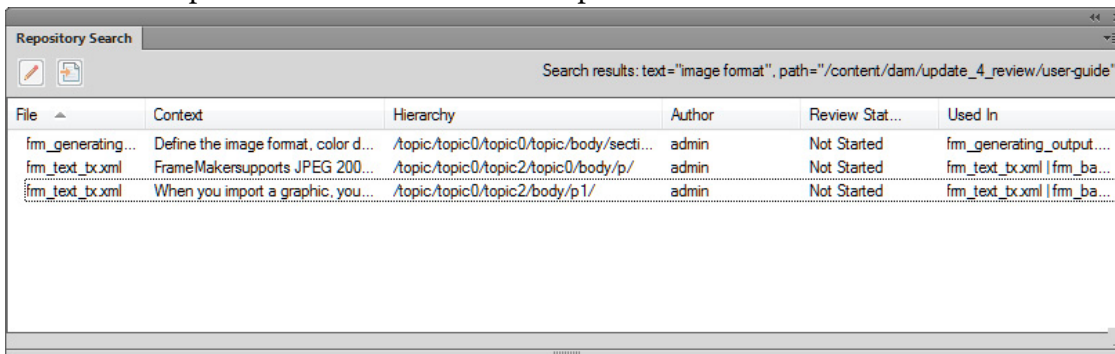 Repository Search
Search results: text="image format", path="/content/dam/update_4_review/user-guide"
File Context Hierarchy Author Review Stat... Used In
frm_generating... Define the image format, color d... /topic/topic0/topic0/topic/body/secti... admin Not Started frm_generating_output....
frm_text_tx.xml FrameMakersupports JPEG 200... /topic/topic0/topic2/topic0/body/p/ admin Not Started frm_text_tx.xml | frm_ba...
frm_text_tx.xml When you import a graphic, you... /topic/topic0/topic2/body/p1/ admin Not Started frm_text_tx.xml | frm_ba...